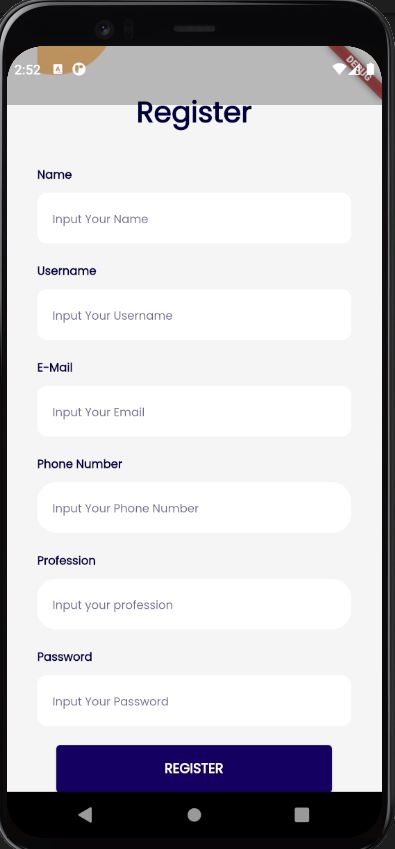 2:52
DEBUG
Register
Name
Input Your Name
Username
Input Your Username
E-Mail
Input Your Email
Phone Number
Input Your Phone Number
Profession
Input your profession
Password
Input Your Password
REGISTER